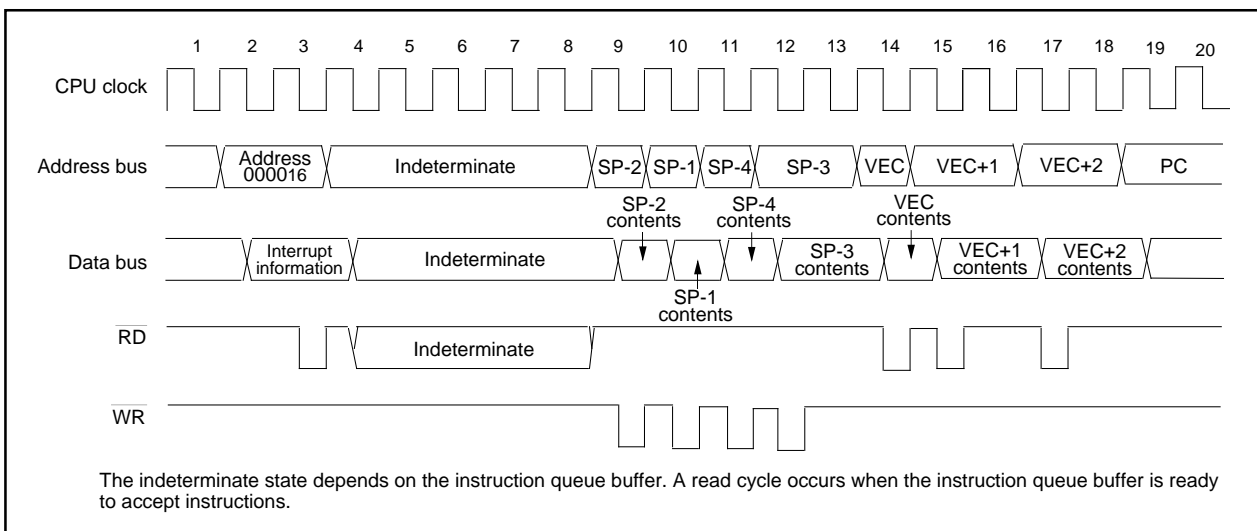 1 2 3 4 5 6 7 8 9 10 11 12 13 14 15 16 17 18 19 20
CPU clock
Address bus
Address
000016
Indeterminate
SP-2
SP-1
SP-4
SP-3
VEC
VEC+1
VEC+2
PC
SP-2
contents
SP-4
contents
VEC
contents
Data bus
Interrupt
information
Indeterminate
SP-3
contents
VEC+1
contents
VEC+2
contents
SP-1
contents
RD
Indeterminate
WR
The indeterminate state depends on the instruction queue buffer. A read cycle occurs when the instruction queue buffer is ready
to accept instructions.